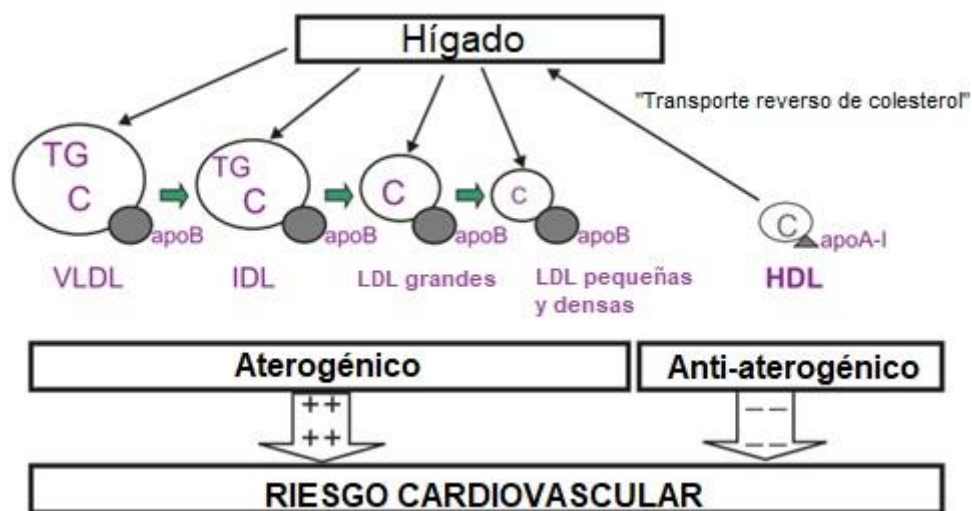 Hígado
"Transporte reverso de colesterol"
TG
C
apoB
VLDL
TG
C
apoB
IDL
C
apoB
LDL grandes
C
apoB
LDL pequeñas
y densas
C
apoA-I
HDL
Aterogénico
Anti-aterogénico
++
++
— —
— —
RIESGO CARDIOVASCULAR